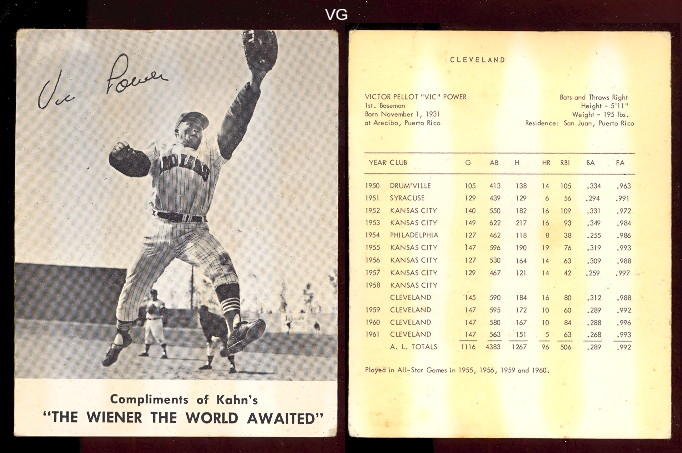 VG
Vic Power
INDIANS
Compliments of Kahn's
"THE WIENER THE WORLD AWAITED"
CLEVELAND
VICTOR PELLOT "VIC" POWER
1st. Baseman
Born November 1, 1931
at Arecibo, Puerto Rico
Bats and Throws Right
Height - 5'11"
Weight - 195 lbs.
Residence: San Juan, Puerto Rico
YEAR CLUB G AB H HR RBI BA FA
1950 DRUM'VILLE 105 413 138 14 105 .334 .963
1951 SYRACUSE 129 439 129 6 56 .294 .991
1952 KANSAS CITY 140 550 182 16 109 .331 .972
1953 KANSAS CITY 149 622 217 16 93 .349 .984
1954 PHILADELPHIA 127 462 118 8 38 .255 .986
1955 KANSAS CITY 147 596 190 19 76 .319 .993
1956 KANSAS CITY 127 530 164 14 63 .309 .988
1957 KANSAS CITY 129 467 121 14 42 .259 .997
1958 KANSAS CITY
CLEVELAND 145 590 184 16 80 .312 .988
1959 CLEVELAND 147 595 172 10 60 .289 .992
1960 CLEVELAND 147 580 167 10 84 .288 .996
1961 CLEVELAND 147 563 151 5 63 .268 .993
A. L. TOTALS 1116 4383 1267 96 506 .289 .992
Played in All-Star Games in 1955, 1956, 1959 and 1960.